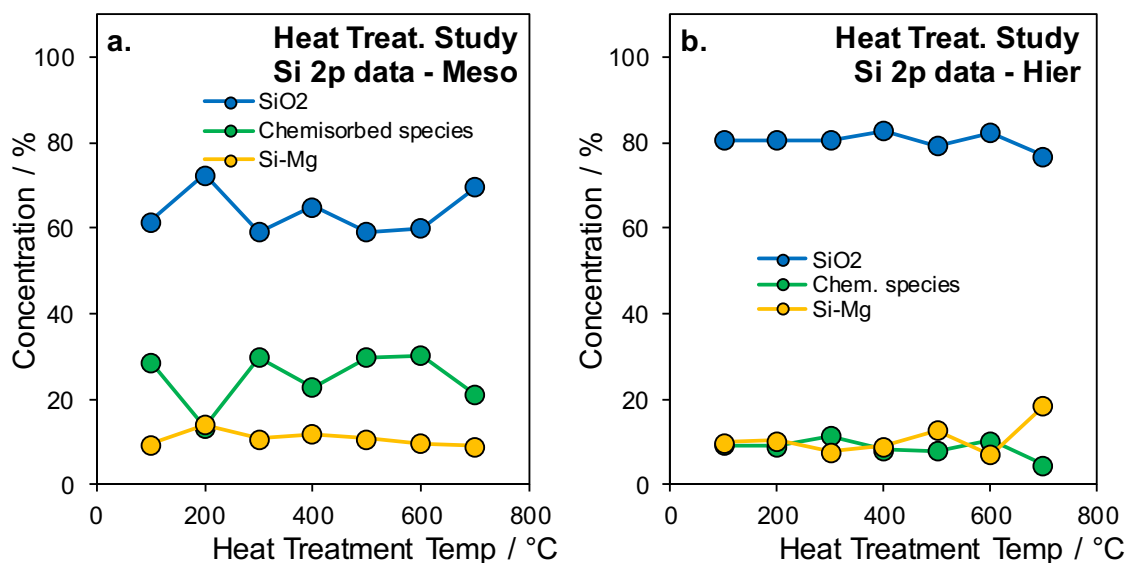 a.
Heat Treat. Study
Si 2p data - Meso
SiO2
Chemisorbed species
Si-Mg
Concentration / %
100
80
60
40
20
0
0 200 400 600 800
Heat Treatment Temp / °C
b.
Heat Treat. Study
Si 2p data - Hier
SiO2
Chem. species
Si-Mg
Concentration / %
100
80
60
40
20
0
0 200 400 600 800
Heat Treatment Temp / °C